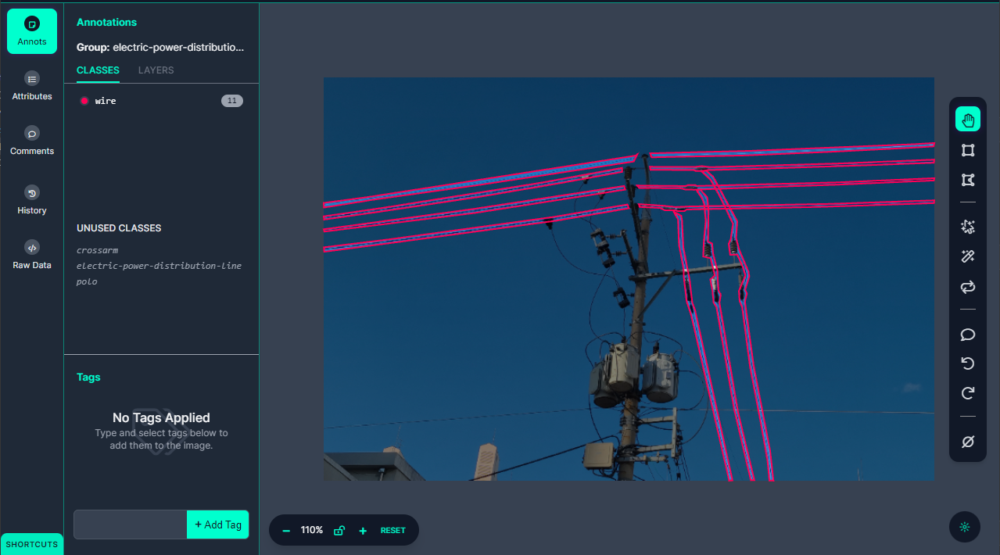 Annots
Attributes
Comments
History
Raw Data
SHORTCUTS
Annotations
Group: electric-power-distributio...
CLASSES LAYERS
wire 11
UNUSED CLASSES
crossarm
electric-power-distribution-line
polo
Tags
No Tags Applied
Type and select tags below to
add them to the image.
+ Add Tag
− 110% + RESET